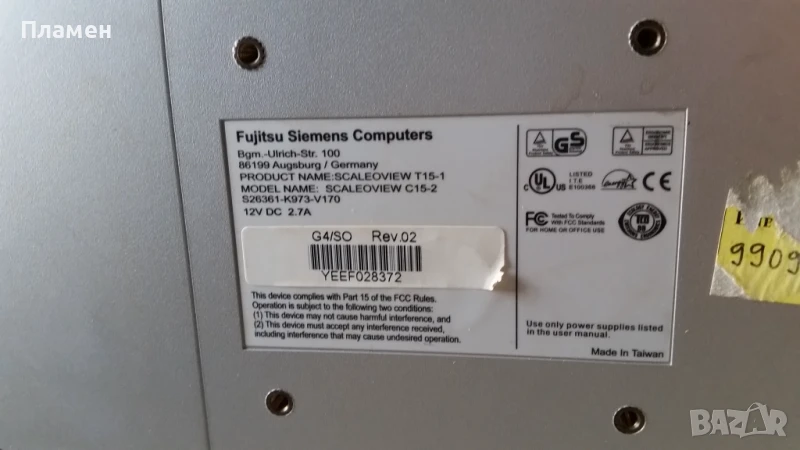 Пламен
Fujitsu Siemens Computers
Bgm.-Ulrich-Str. 100
86199 Augsburg / Germany
PRODUCT NAME:SCALEOVIEW T15-1
MODEL NAME: SCALEOVIEW C15-2
S26361-K973-V170
12V DC 2.7A
G4/SO Rev.02
YEEF028372
This device complies with Part 15 of the FCC Rules.
Operation is subject to the following two conditions:
(1) This device may not cause harmful interference, and
(2) This device must accept any interference received,
including interference that may cause undesired operation.
GS
c UL US
LISTED
I.T.E
E100266
CE
FC
Tested To Comply
With FCC Standards
FOR HOME OR OFFICE USE
Use only power supplies listed
in the user manual.
Made In Taiwan
9909
BAZAR